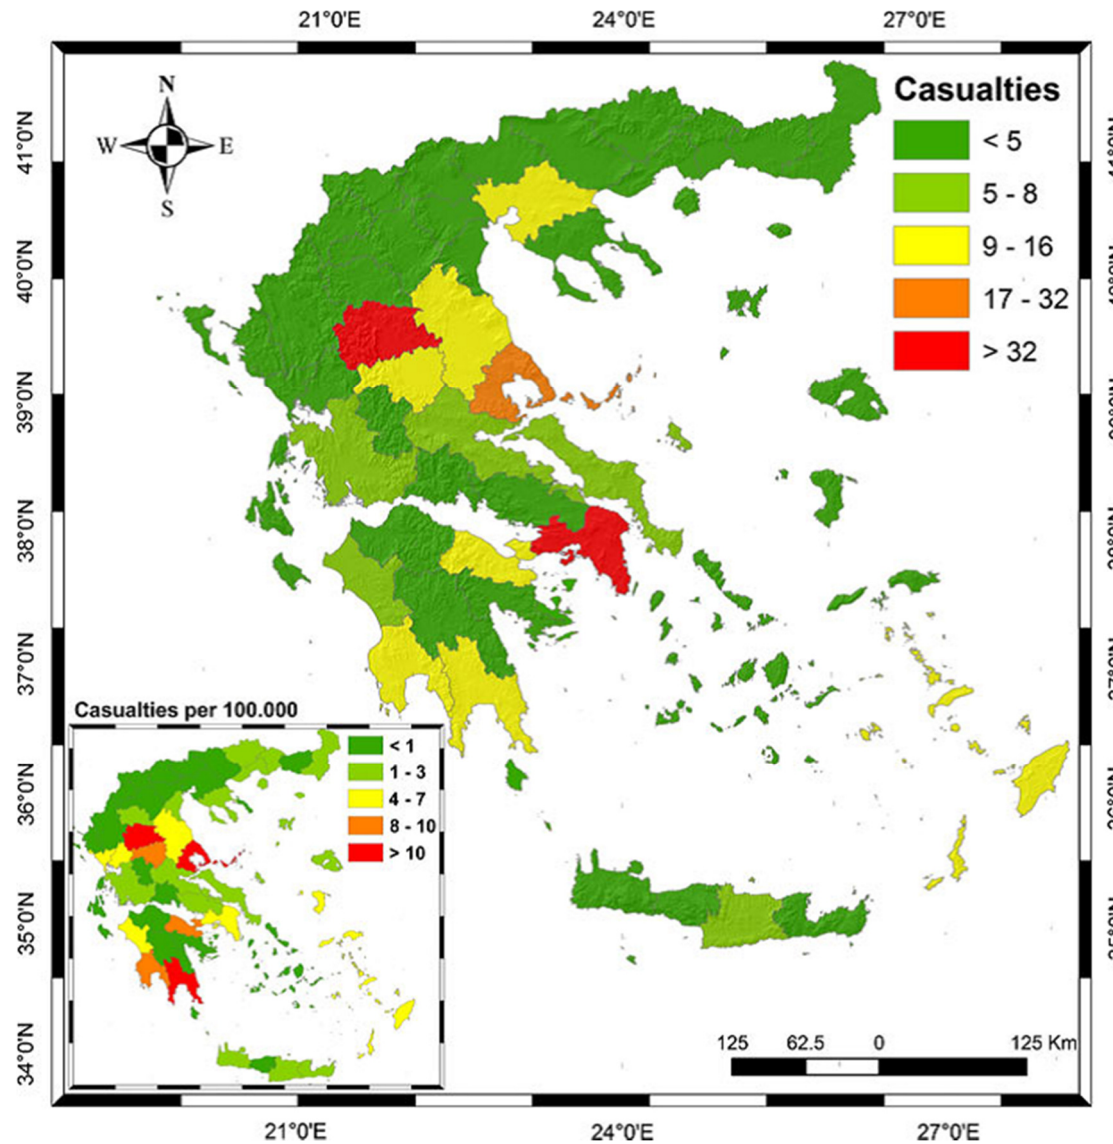 21°0'E 24°0'E 27°0'E
N
W E
S
Casualties
< 5
5 - 8
9 - 16
17 - 32
> 32
41°0'N
40°0'N
39°0'N
38°0'N
37°0'N
36°0'N
35°0'N
34°0'N
Casualties per 100.000
< 1
1 - 3
4 - 7
8 - 10
> 10
125 62.5 0 125 Km
21°0'E 24°0'E 27°0'E